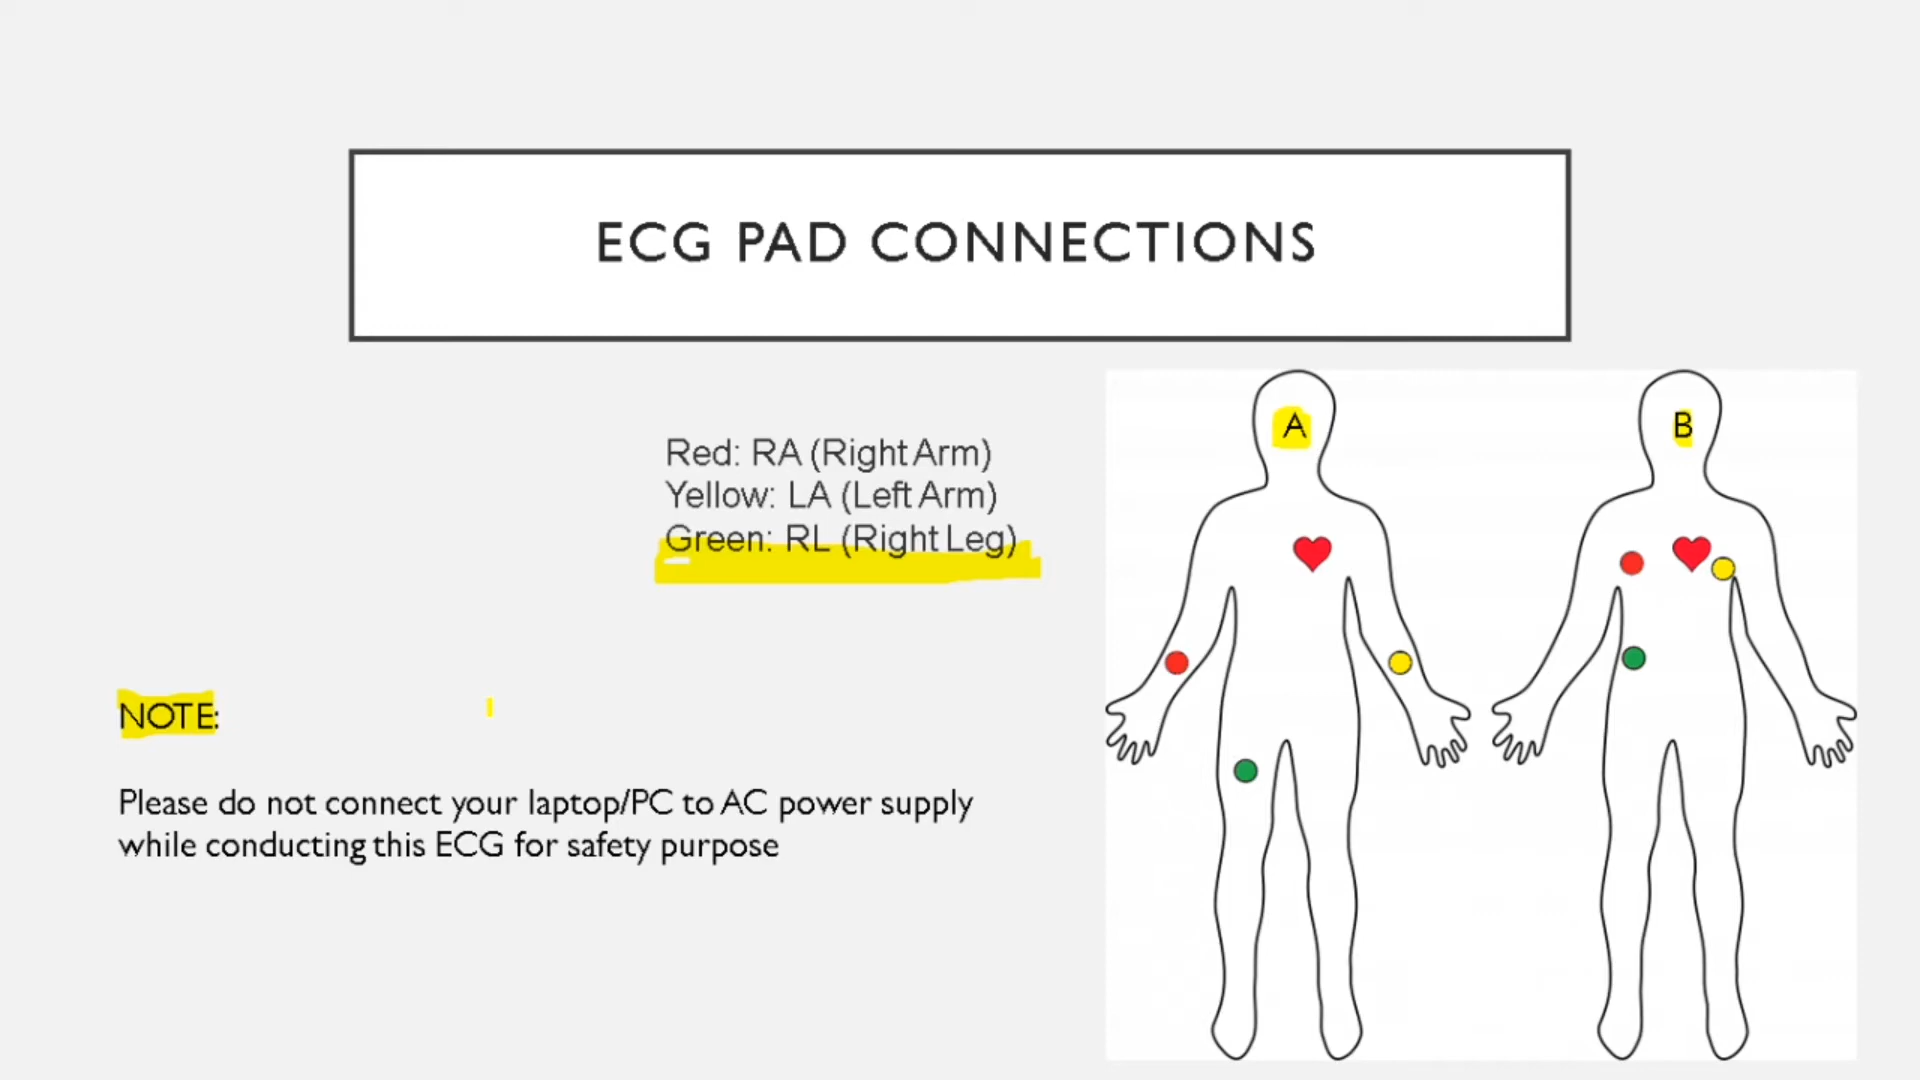 ECG PAD CONNECTIONS
Red: RA (Right Arm)
Yellow: LA (Left Arm)
Green: RL (Right Leg)
A
B
NOTE:
Please do not connect your laptop/PC to AC power supply
while conducting this ECG for safety purpose